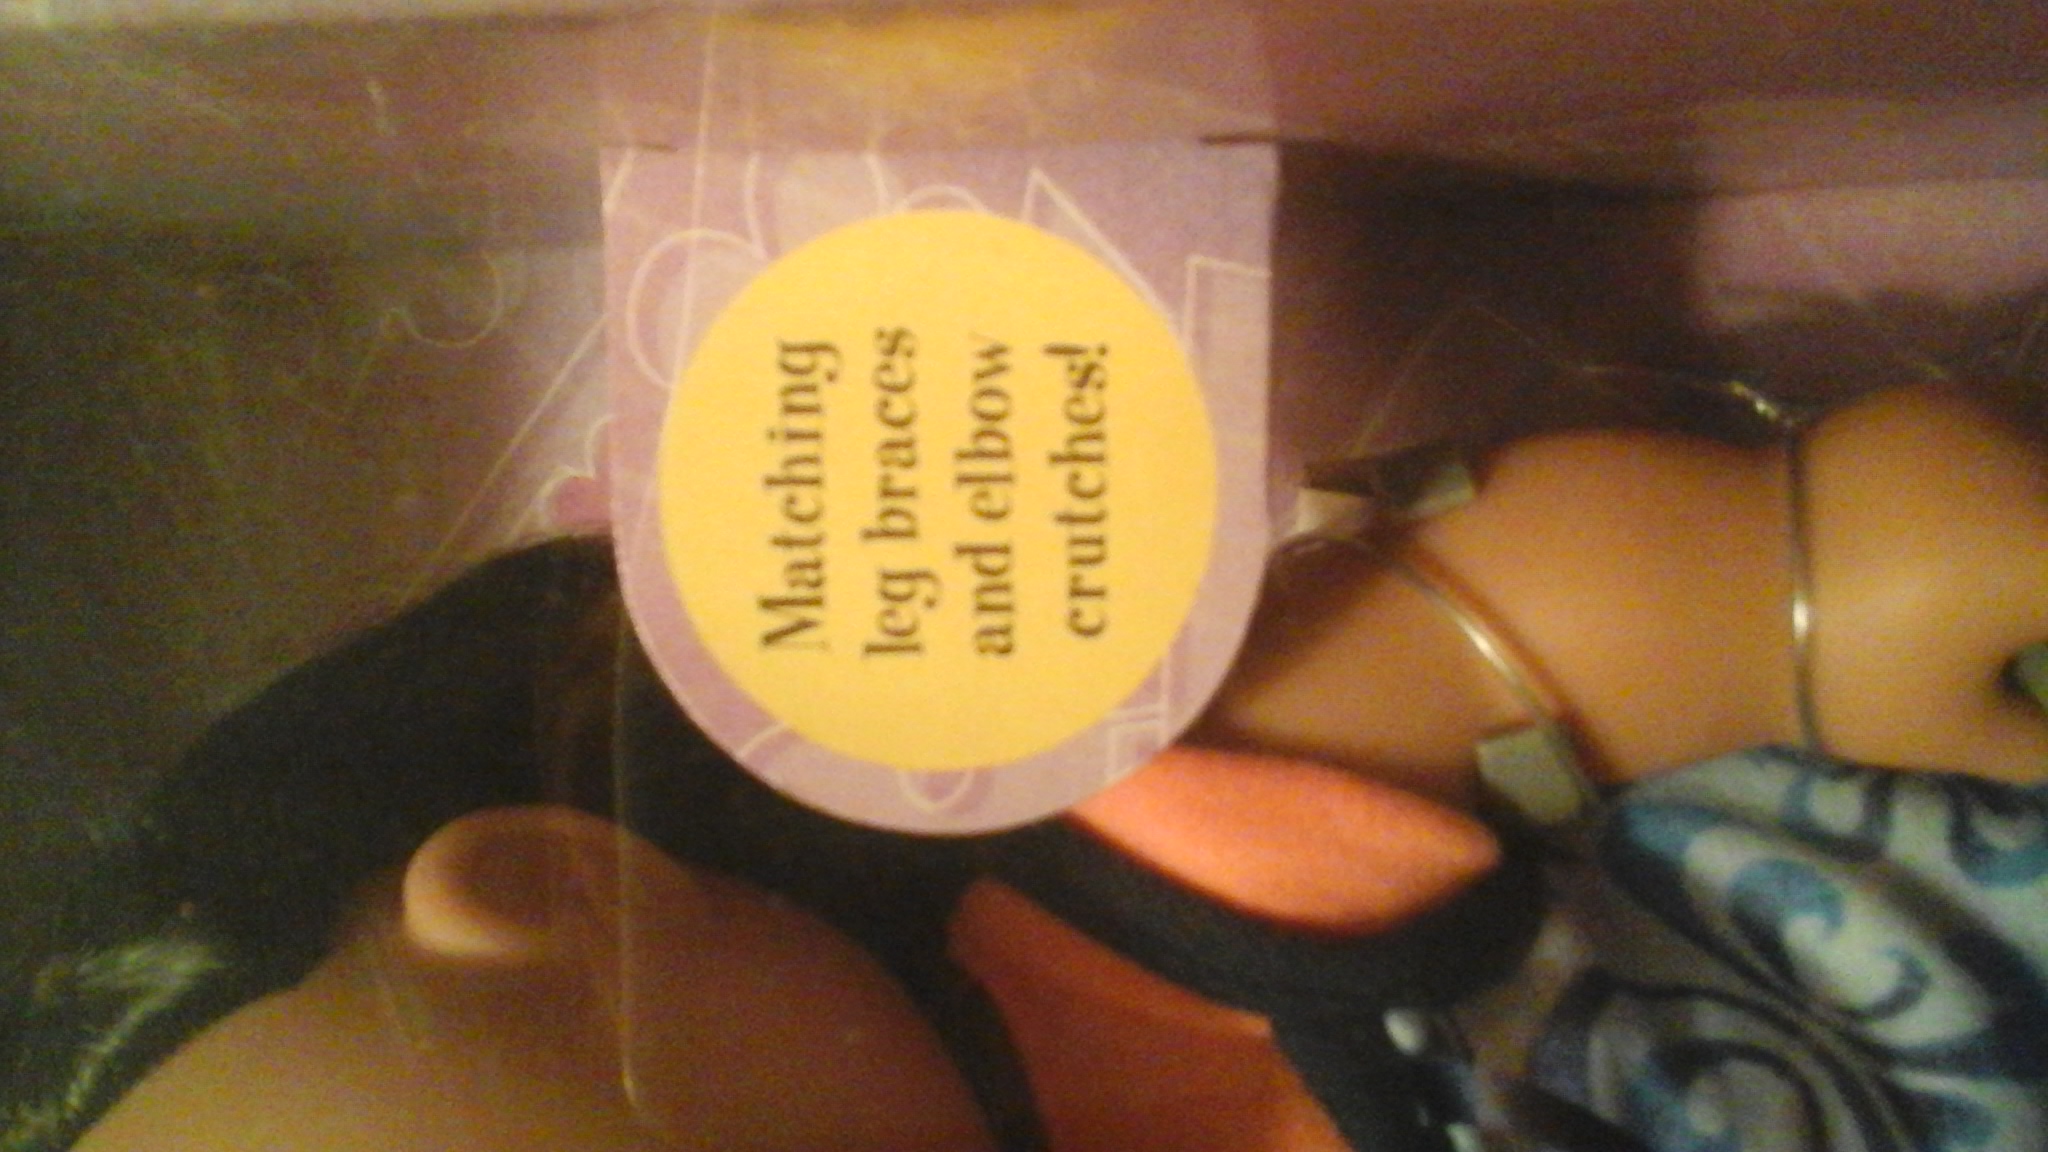 Matching
leg braces
and elbow
crutches!